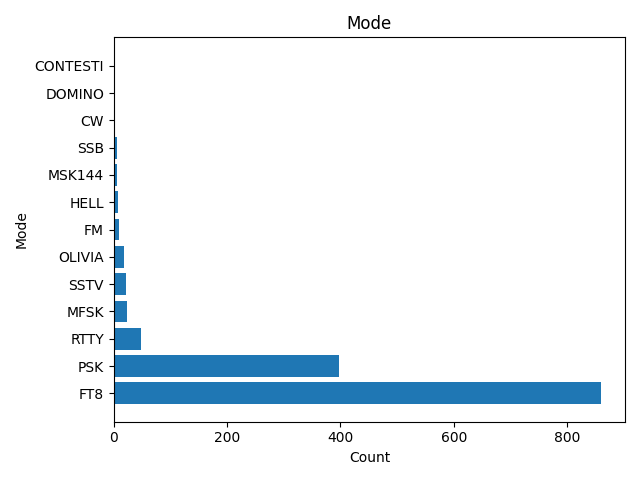 Mode
CONTESTI
DOMINO
CW
SSB
MSK144
HELL
FM
OLIVIA
SSTV
MFSK
RTTY
PSK
FT8
Mode
0 200 400 600 800
Count